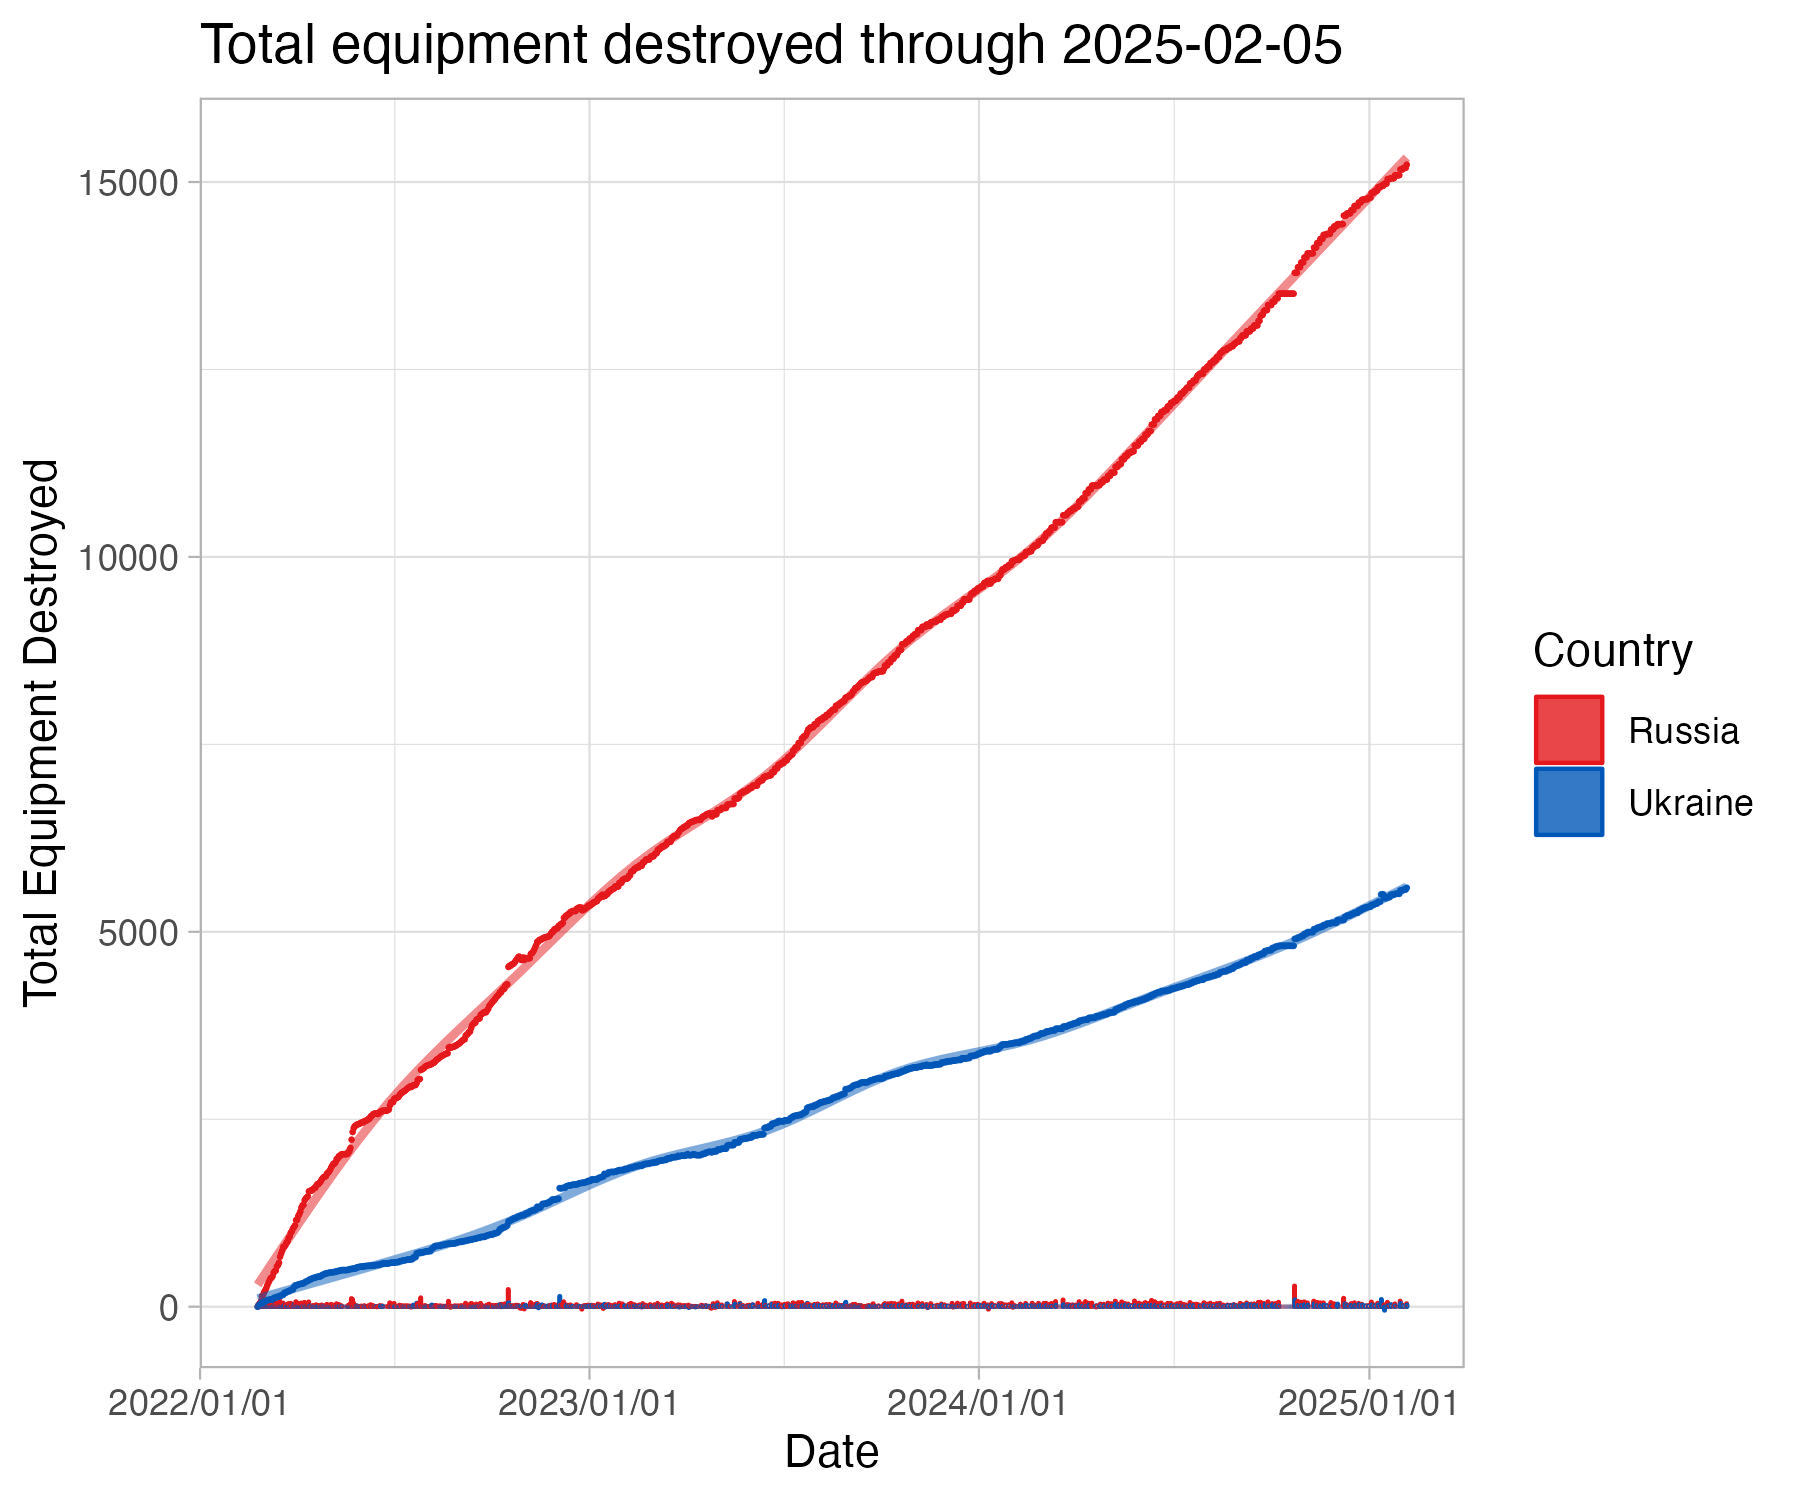 Total equipment destroyed through 2025-02-05
Total Equipment Destroyed
15000
10000
5000
0
2022/01/01
2023/01/01
2024/01/01
2025/01/01
Date
Country
Russia
Ukraine